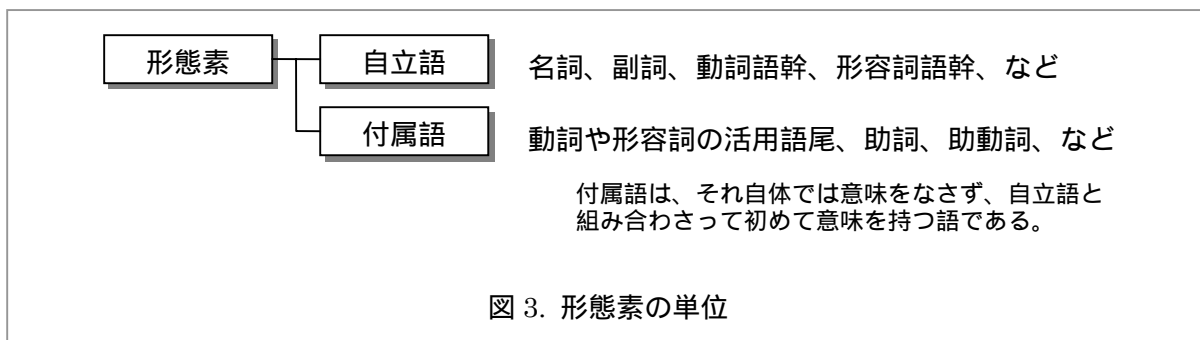 形態素 自立語 名詞、副詞、動詞語幹、形容詞語幹、など
付属語 動詞や形容詞の活用語尾、助詞、助動詞、など
付属語は、それ自体では意味をなさず、自立語と
組み合わさって初めて意味を持つ語である。
図 3. 形態素の単位